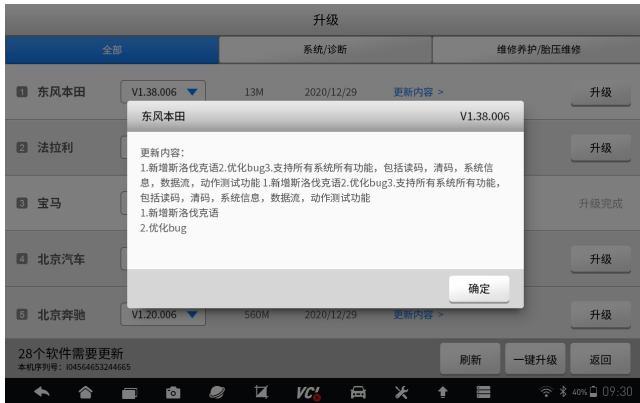 升级
全部
系统/诊断
维修养护/胎压维修
1 东风本田 V1.38.006 13M 2020/12/29 更新内容 > 升级
东风本田 V1.38.006
2 法拉利 升级
更新内容：
1.新增斯洛伐克语2.优化bug3.支持所有系统所有功能，包括读码，清码，系统信
息，数据流，动作测试功能 1.新增斯洛伐克语2.优化bug3.支持所有系统所有功能，
包括读码，清码，系统信息，数据流，动作测试功能
1.新增斯洛伐克语
2.优化bug
3 宝马 升级完成
4 北京汽车 升级
确定
5 北京奔驰 V1.20.006 560M 2020/12/29 更新内容 > 升级
28个软件需要更新
本机序列号：i04564653244665
刷新
一键升级
返回
VCI
40% 09:30